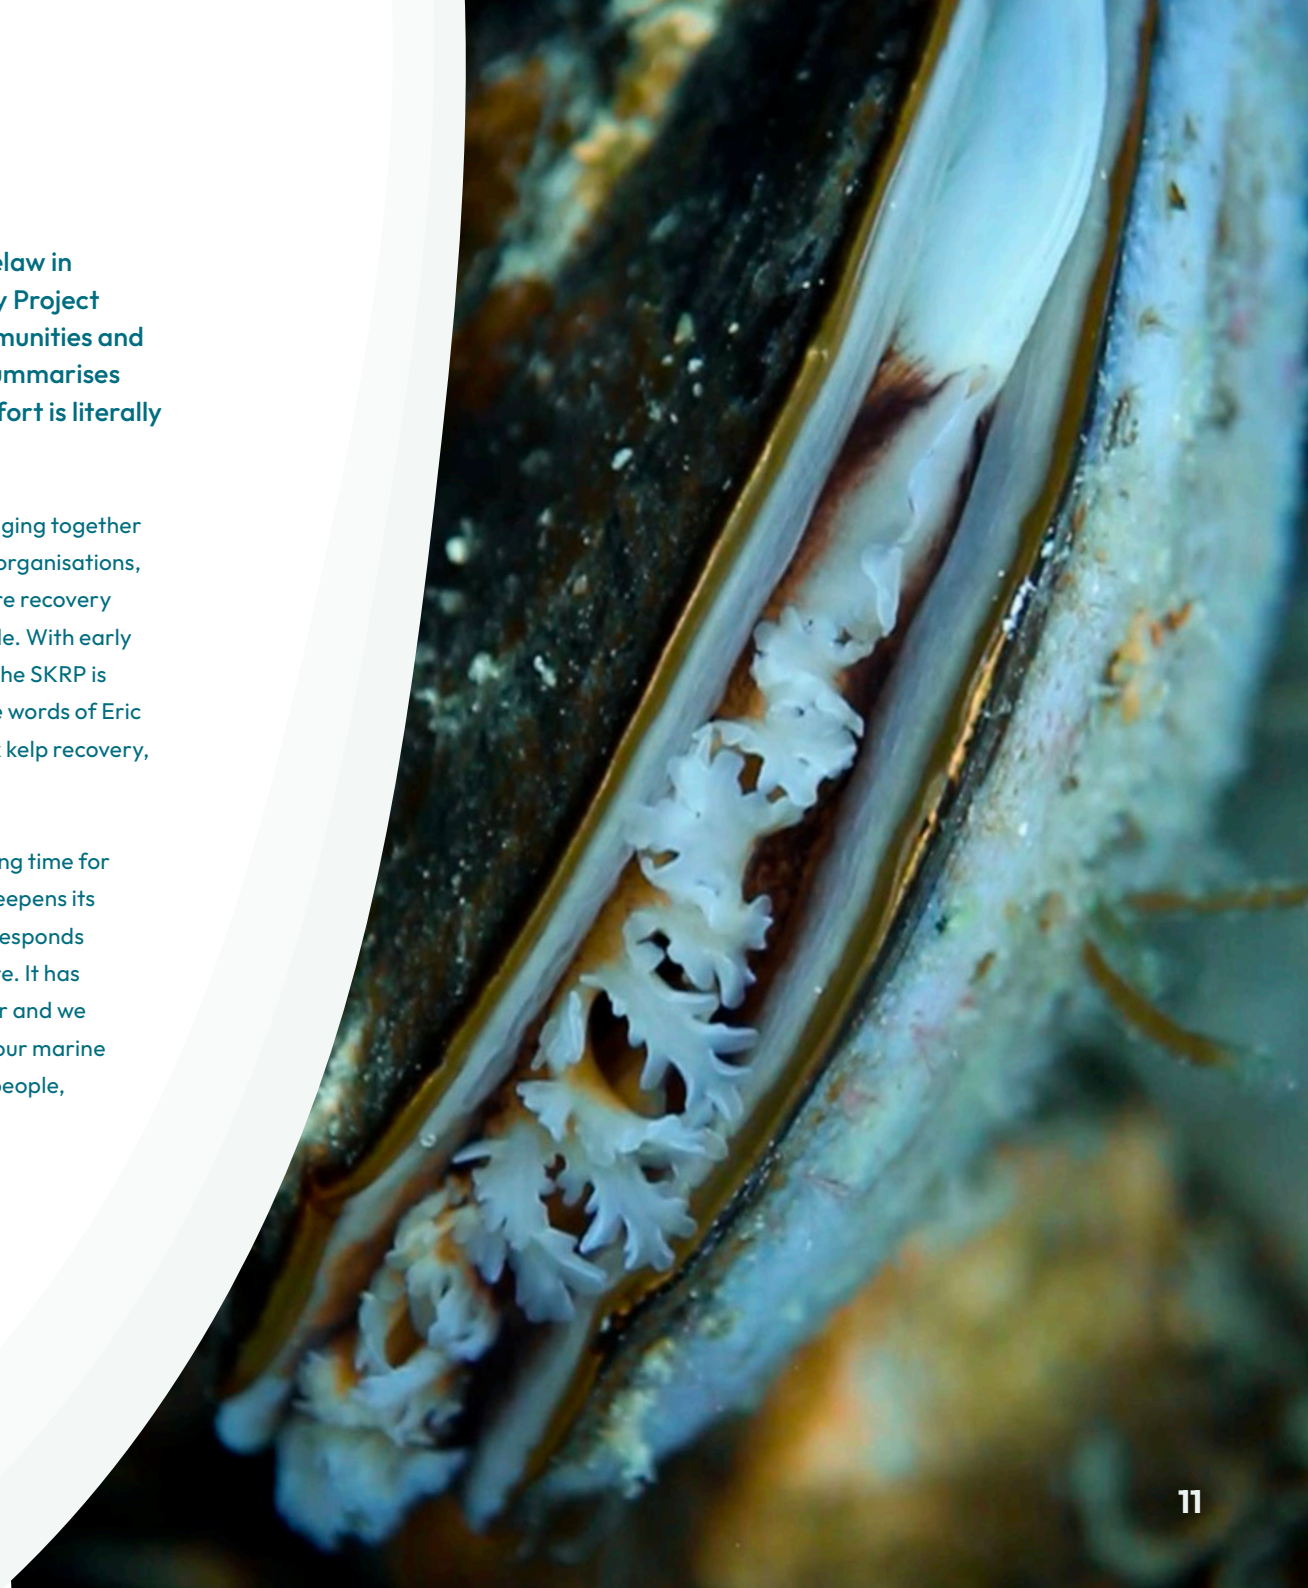 elaw in
y Project
munities and
ummarises
fort is literally
ging together
organisations,
re recovery
le. With early
he SKRP is
e words of Eric
kelp recovery,
ng time for
eepens its
esponds
re. It has
r and we
our marine
people,
11